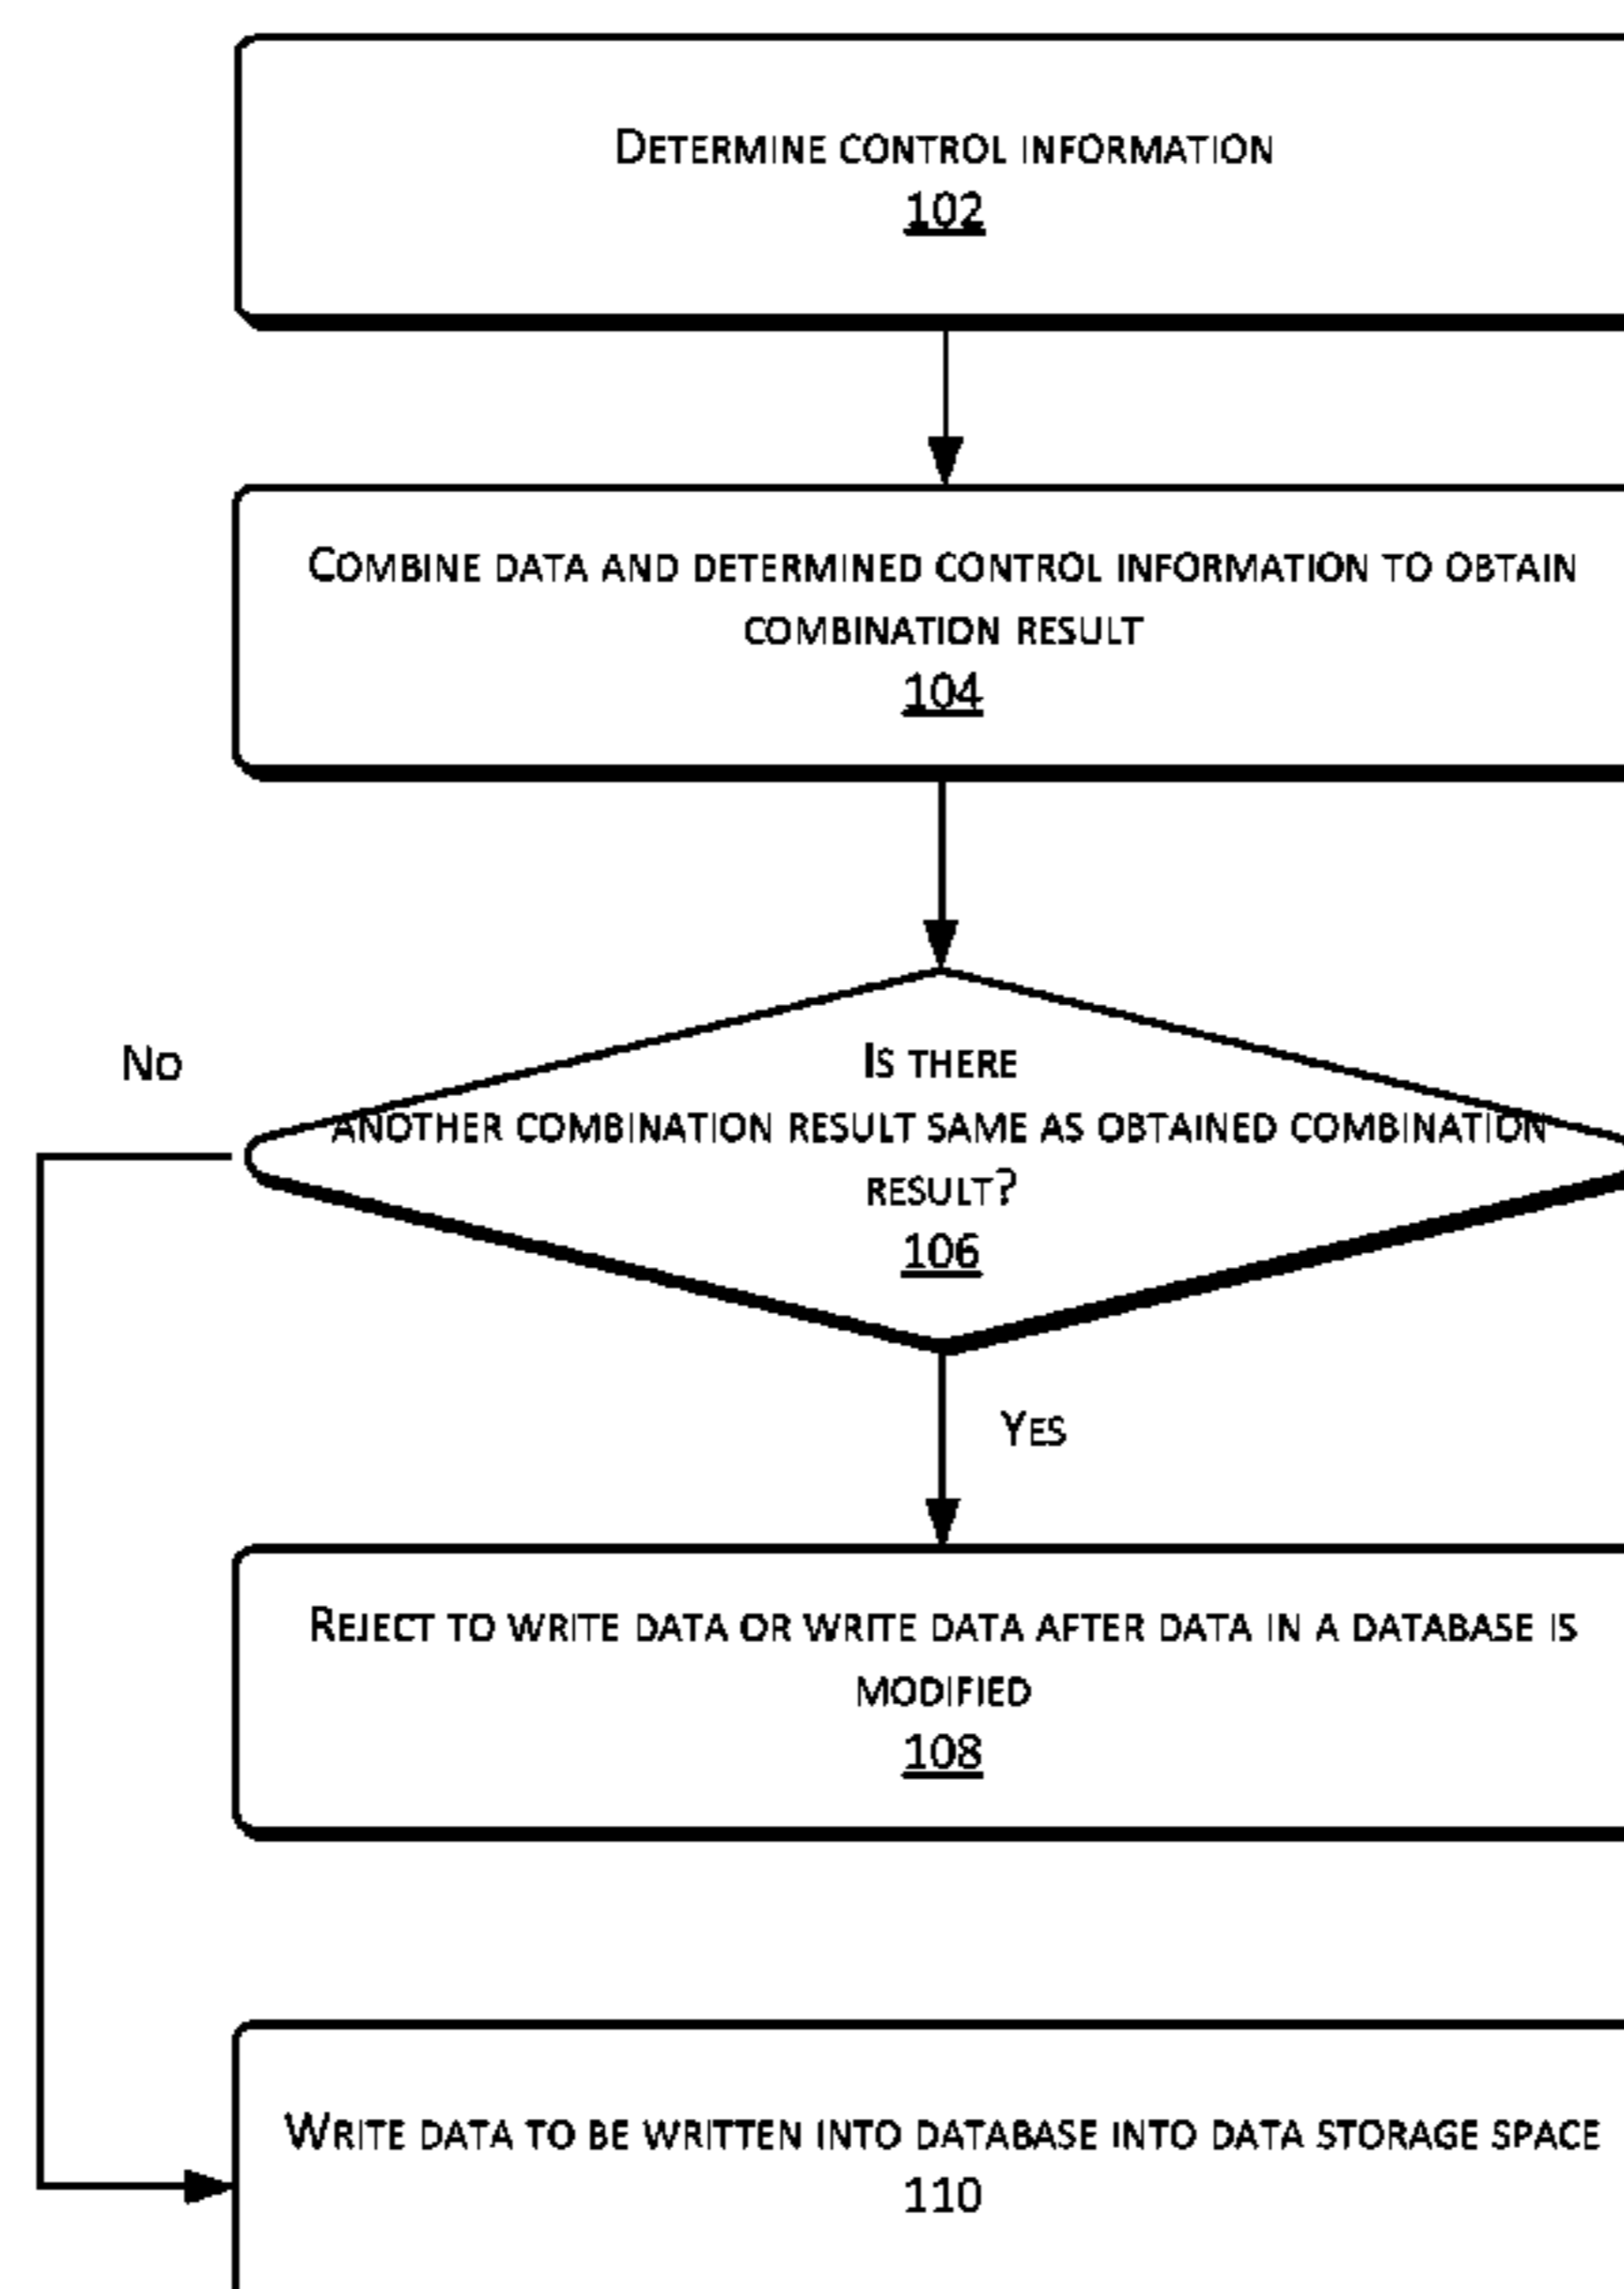 Determine control information
102
Combine data and determined control information to obtain
combination result
104
No
Is there
another combination result same as obtained combination
result?
106
Yes
Reject to write data or write data after data in a database is
modified
108
Write data to be written into database into data storage space
110